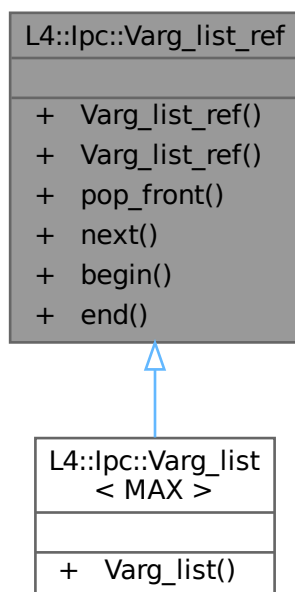 L4::Ipc::Varg_list_ref
+ Varg_list_ref()
+ Varg_list_ref()
+ pop_front()
+ next()
+ begin()
+ end()
L4::Ipc::Varg_list
< MAX >
+ Varg_list()